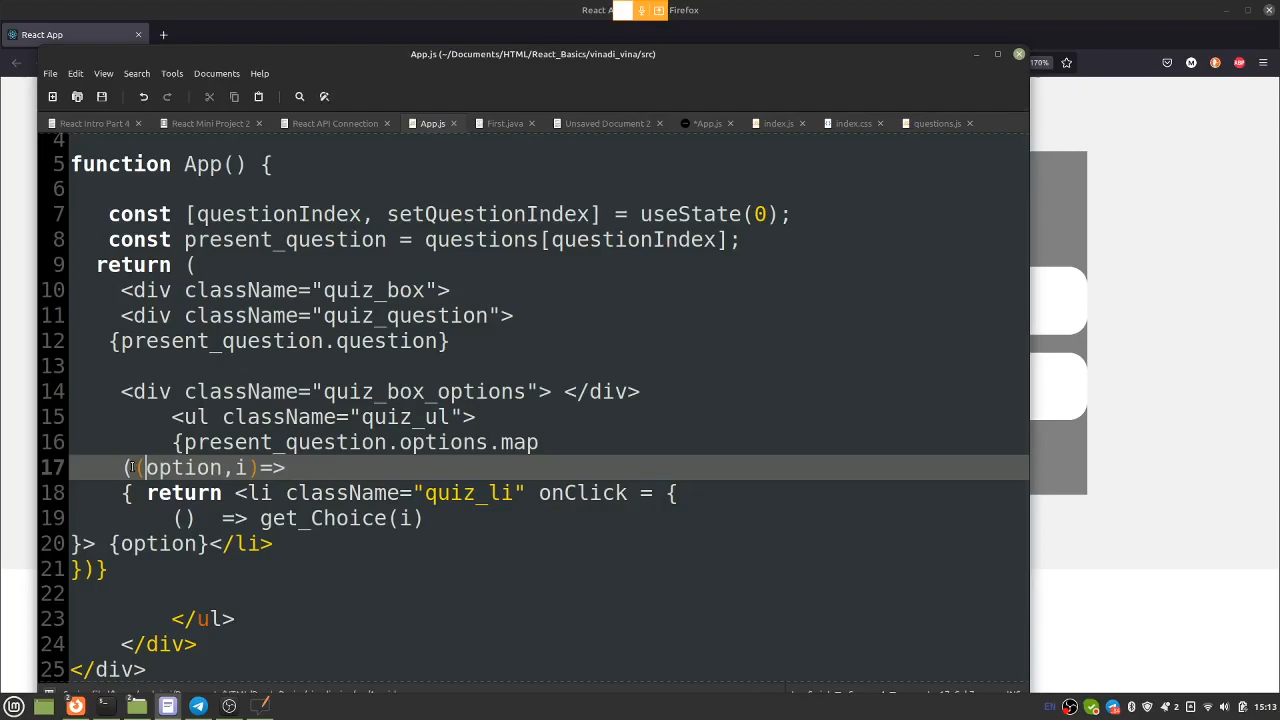 React A
Firefox
React App
App.js (~/Documents/HTML/React_Basics/vinadi_vina/src)
File Edit View Search Tools Documents Help
170%
React Intro Part 4 React Mini Project 2 React API Connection App.js First.java Unsaved Document 2 *App.js index.js index.css questions.js
4
5 function App() {
6
7 const [questionIndex, setQuestionIndex] = useState(0);
8 const present_question = questions[questionIndex];
9 return (
10 <div className="quiz_box">
11 <div className="quiz_question">
12 {present_question.question}
13
14 <div className="quiz_box_options"> </div>
15 <ul className="quiz_ul">
16 {present_question.options.map
17 ((option,i)=>
18 { return <li className="quiz_li" onClick = {
19 () => get_Choice(i)
20 }> {option}</li>
21 })}
22
23 </ul>
24 </div>
25 </div>
EN 2 15:13